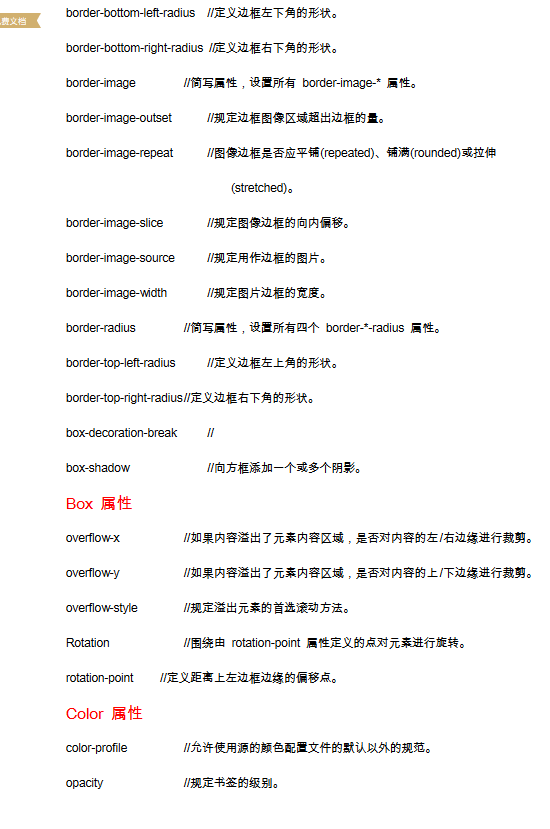 费文档
border-bottom-left-radius //定义边框左下角的形状。
border-bottom-right-radius //定义边框右下角的形状。
border-image //简写属性，设置所有 border-image-* 属性。
border-image-outset //规定边框图像区域超出边框的量。
border-image-repeat //图像边框是否应平铺(repeated)、铺满(rounded)或拉伸
(stretched)。
border-image-slice //规定图像边框的向内偏移。
border-image-source //规定用作边框的图片。
border-image-width //规定图片边框的宽度。
border-radius //简写属性，设置所有四个 border-*-radius 属性。
border-top-left-radius //定义边框左上角的形状。
border-top-right-radius//定义边框右下角的形状。
box-decoration-break //
box-shadow //向方框添加一个或多个阴影。
Box 属性
overflow-x //如果内容溢出了元素内容区域，是否对内容的左/右边缘进行裁剪。
overflow-y //如果内容溢出了元素内容区域，是否对内容的上/下边缘进行裁剪。
overflow-style //规定溢出元素的首选滚动方法。
Rotation //围绕由 rotation-point 属性定义的点对元素进行旋转。
rotation-point //定义距离上左边框边缘的偏移点。
Color 属性
color-profile //允许使用源的颜色配置文件的默认以外的规范。
opacity //规定书签的级别。